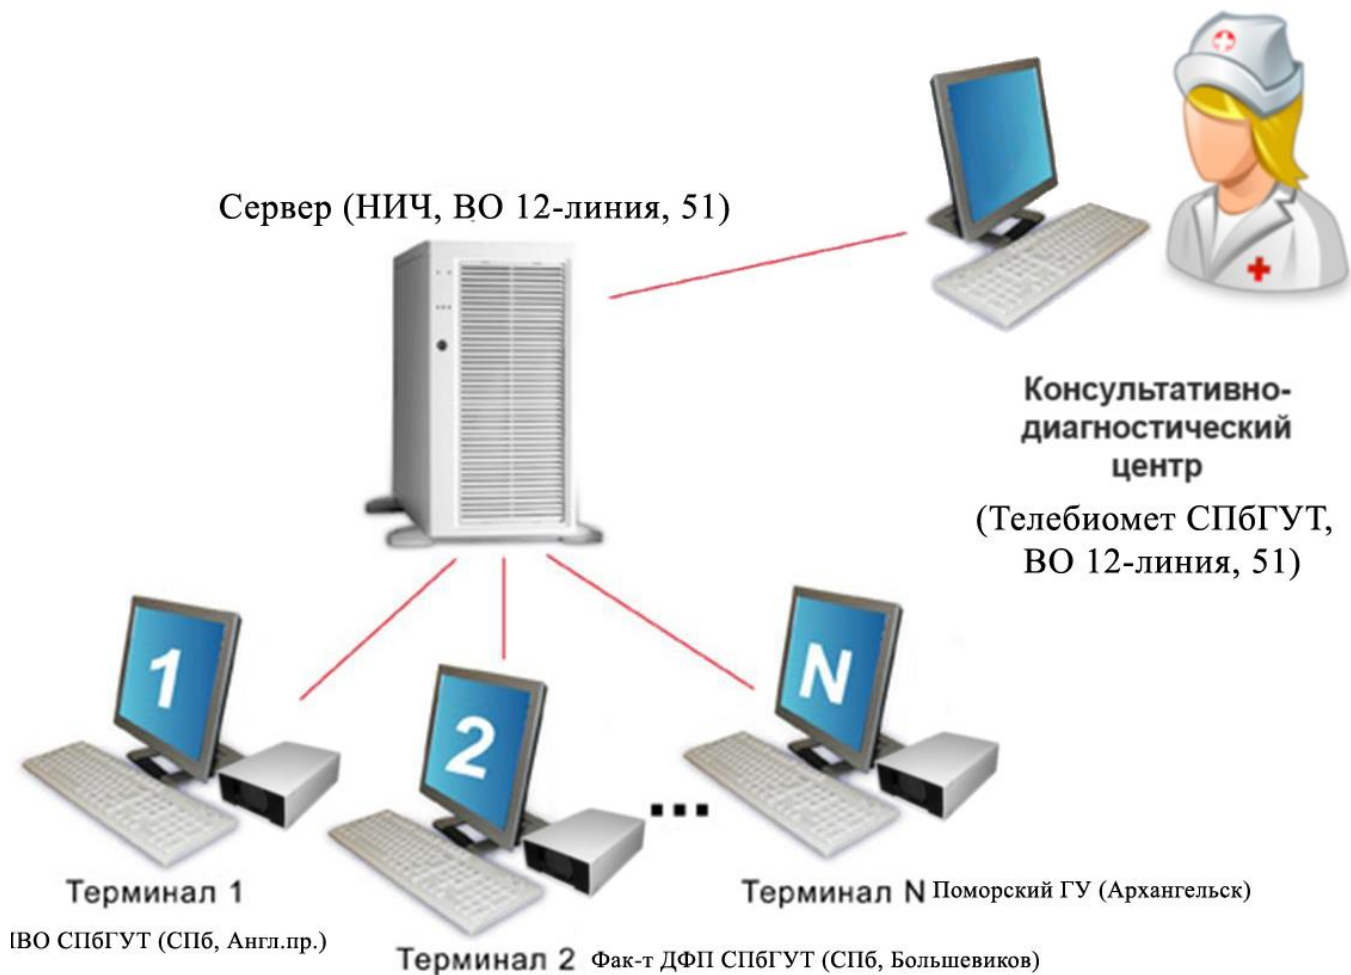 Сервер (НИЧ, ВО 12-линия, 51)
Консультативно-
диагностический
центр
(Телебиомет СПбГУТ,
ВО 12-линия, 51)
1
2
N
...
Терминал 1
Терминал N Поморский ГУ (Архангельск)
СПбГУТ (СПб, Англ.пр.)
Терминал 2 Фак-т ДФП СПбГУТ (СПб, Большевиков)